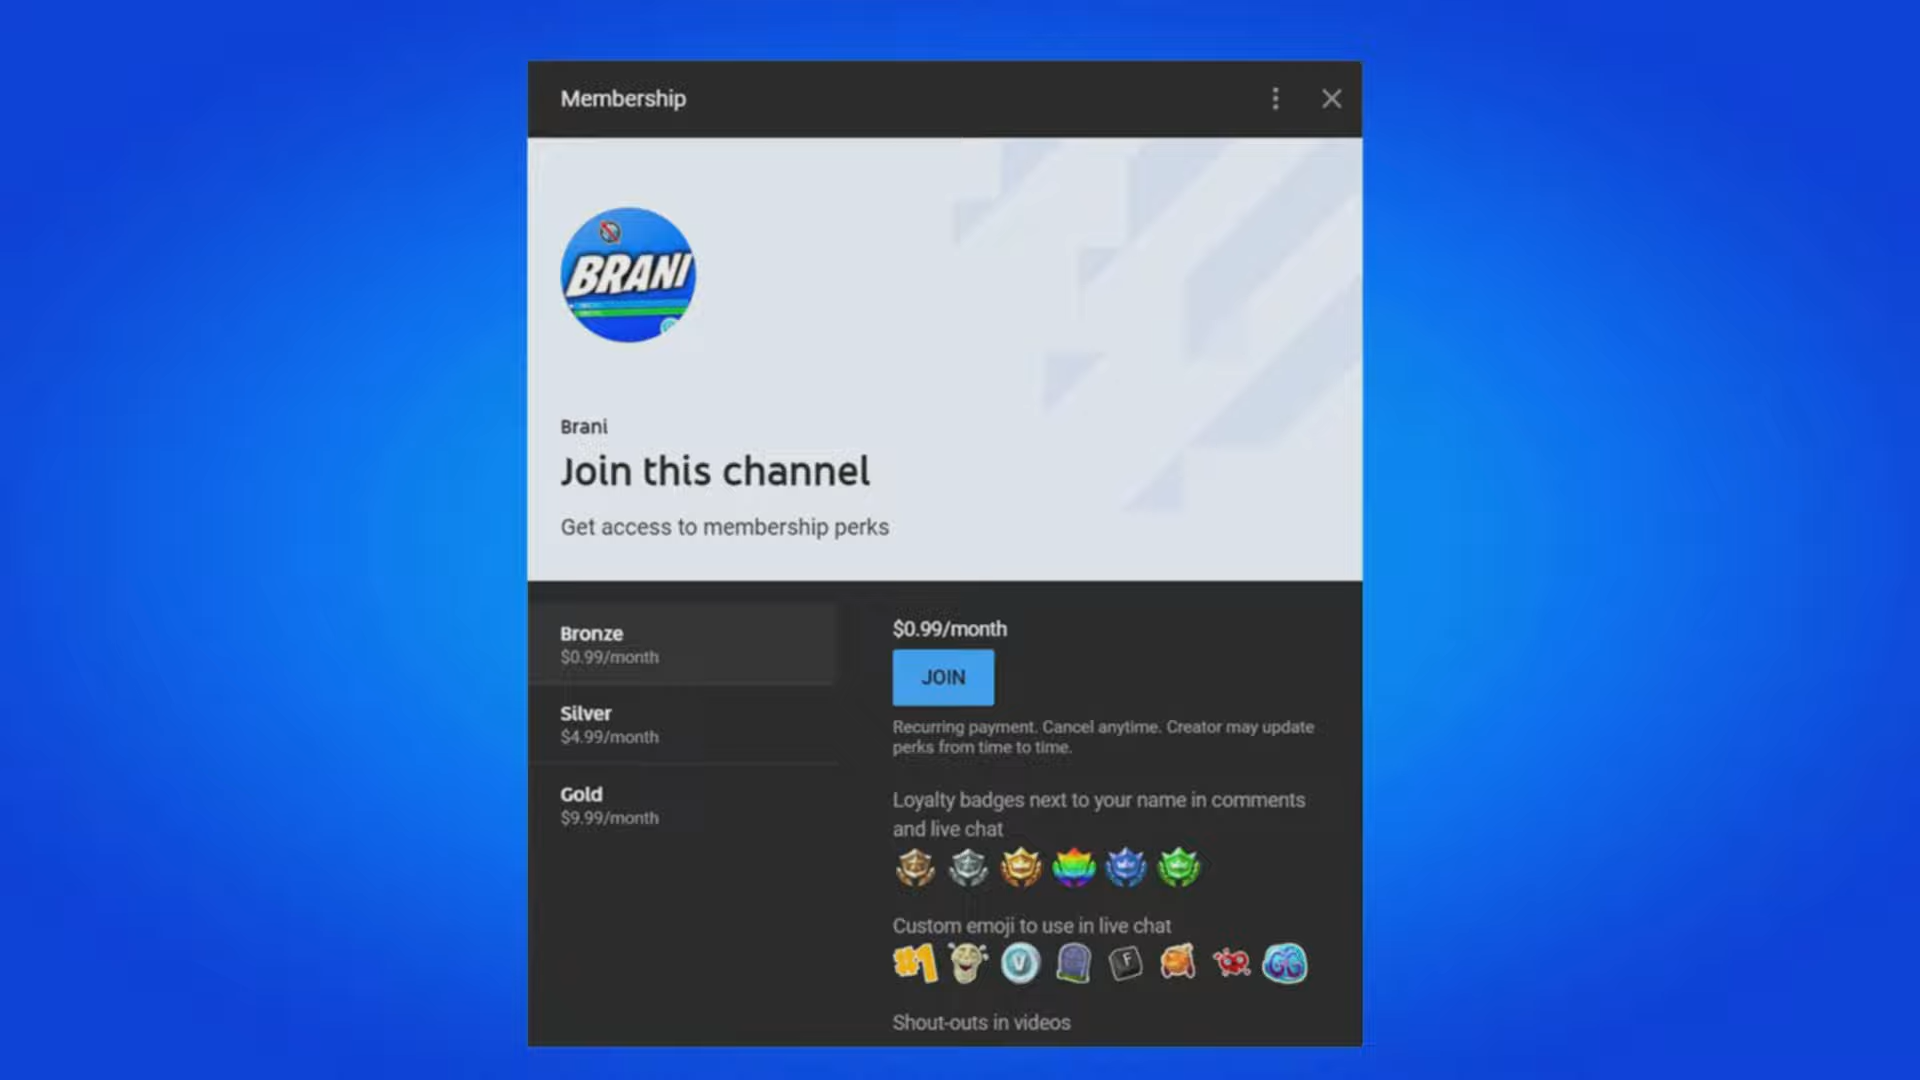 Membership
BRANI
Brani
Join this channel
Get access to membership perks
Bronze
$0.99/month
Silver
$4.99/month
Gold
$9.99/month
$0.99/month
JOIN
Recurring payment. Cancel anytime. Creator may update
perks from time to time.
Loyalty badges next to your name in comments
and live chat
Custom emoji to use in live chat
#1 V F GG
Shout-outs in videos